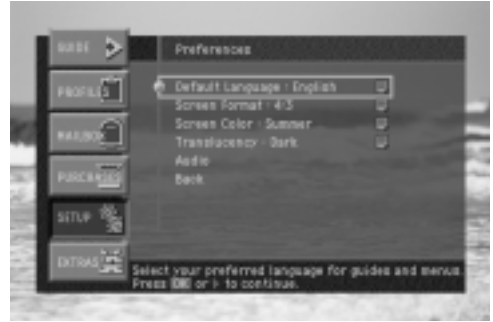 GUIDE
PROFILES
MAILBOX
PURCHASES
SETUP
EXTRAS
Preferences
Default Language : English
Screen Format : 4:3
Screen Color : Summer
Translucency : Dark
Audio
Back
Select your preferred language for guides and menus.
Press OK or ▷ to continue.